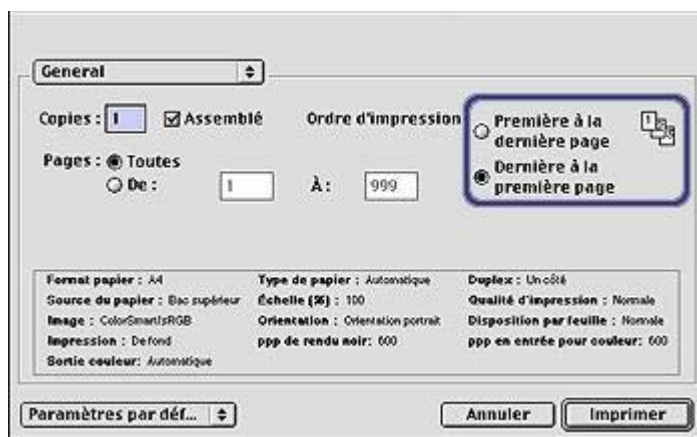 General
Copies : 1 Assemblé Ordre d'impression
Première à la
dernière page
Dernière à la
première page
Pages : Toutes
De : 1 À : 999
Format papier : A4 Type de papier : Automatique Duplex : Un côté
Source du papier : Bac supérieur Échelle (%) : 100 Qualité d'impression : Normale
Image : ColorSmart/sRGB Orientation : Orientation portrait Disposition par feuille : Normale
Impression : De fond ppp de rendu noir: 600 ppp en entrée pour couleur: 600
Sortie couleur: Automatique
Paramètres par déf... Annuler Imprimer